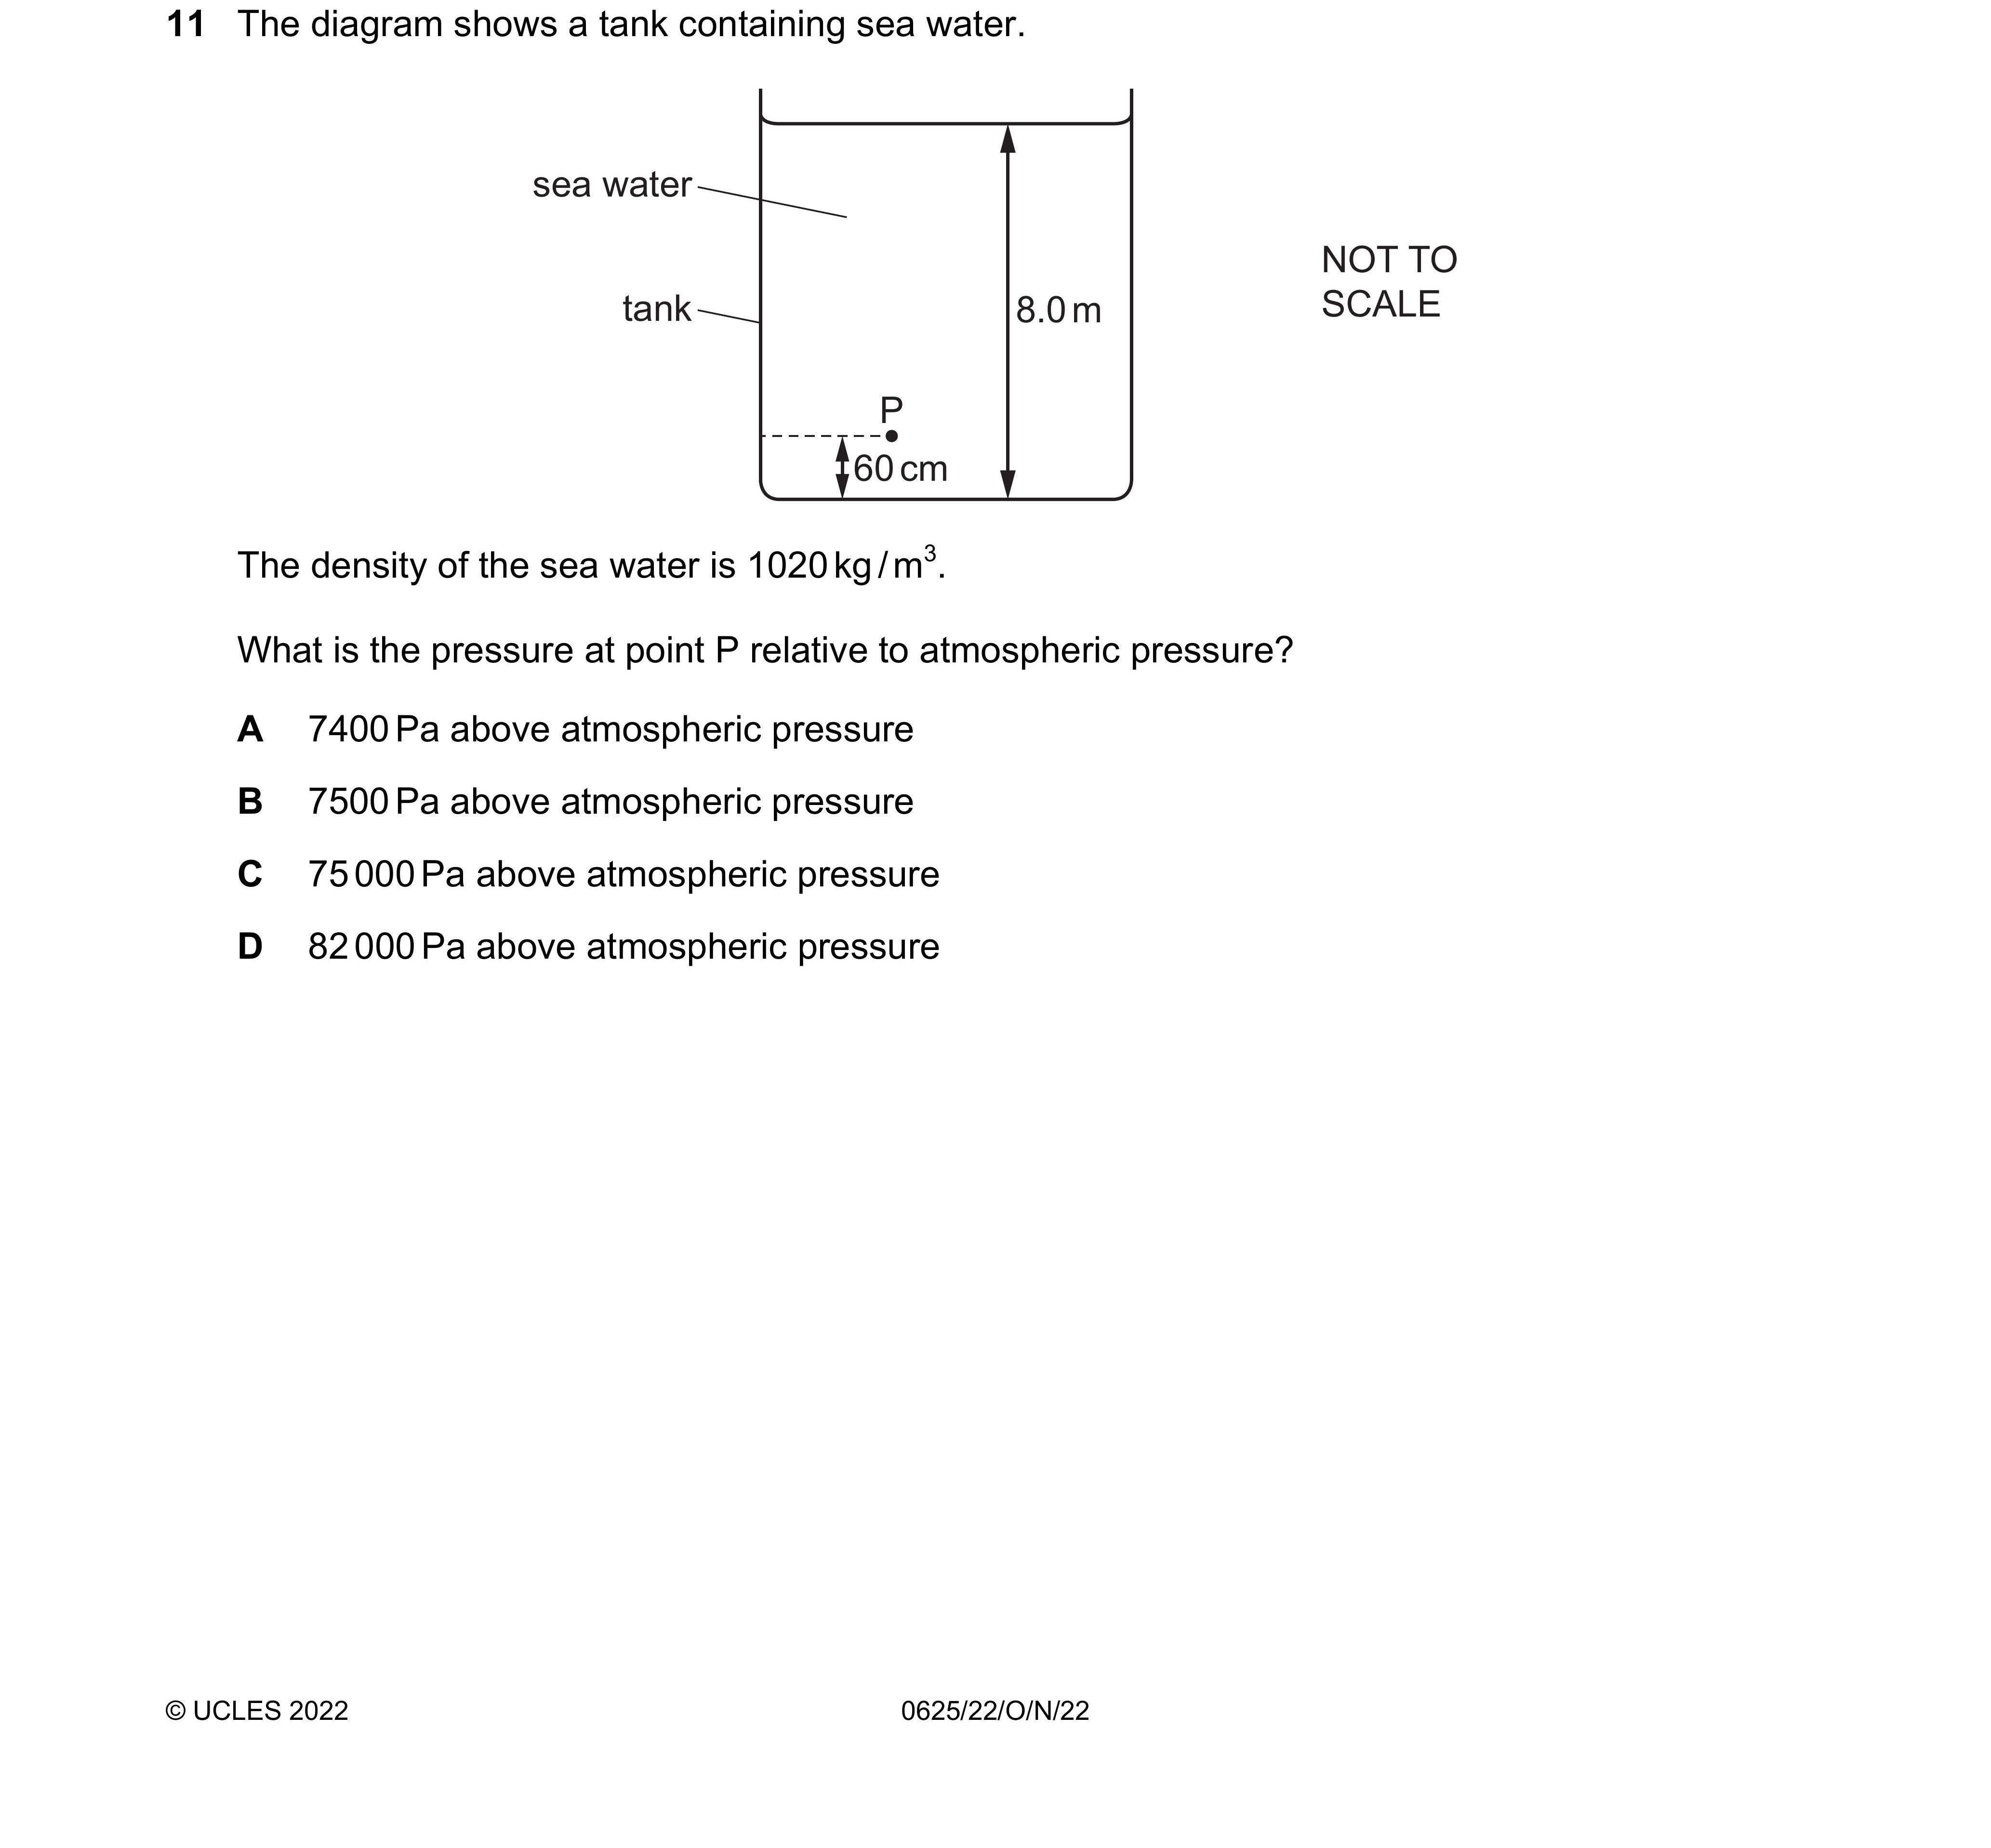 11 The diagram shows a tank containing sea water.
sea water
tank
8.0 m
NOT TO
SCALE
P
60 cm
The density of the sea water is 1020 kg / m³.
What is the pressure at point P relative to atmospheric pressure?
A 7400 Pa above atmospheric pressure
B 7500 Pa above atmospheric pressure
C 75 000 Pa above atmospheric pressure
D 82 000 Pa above atmospheric pressure
© UCLES 2022 0625/22/O/N/22